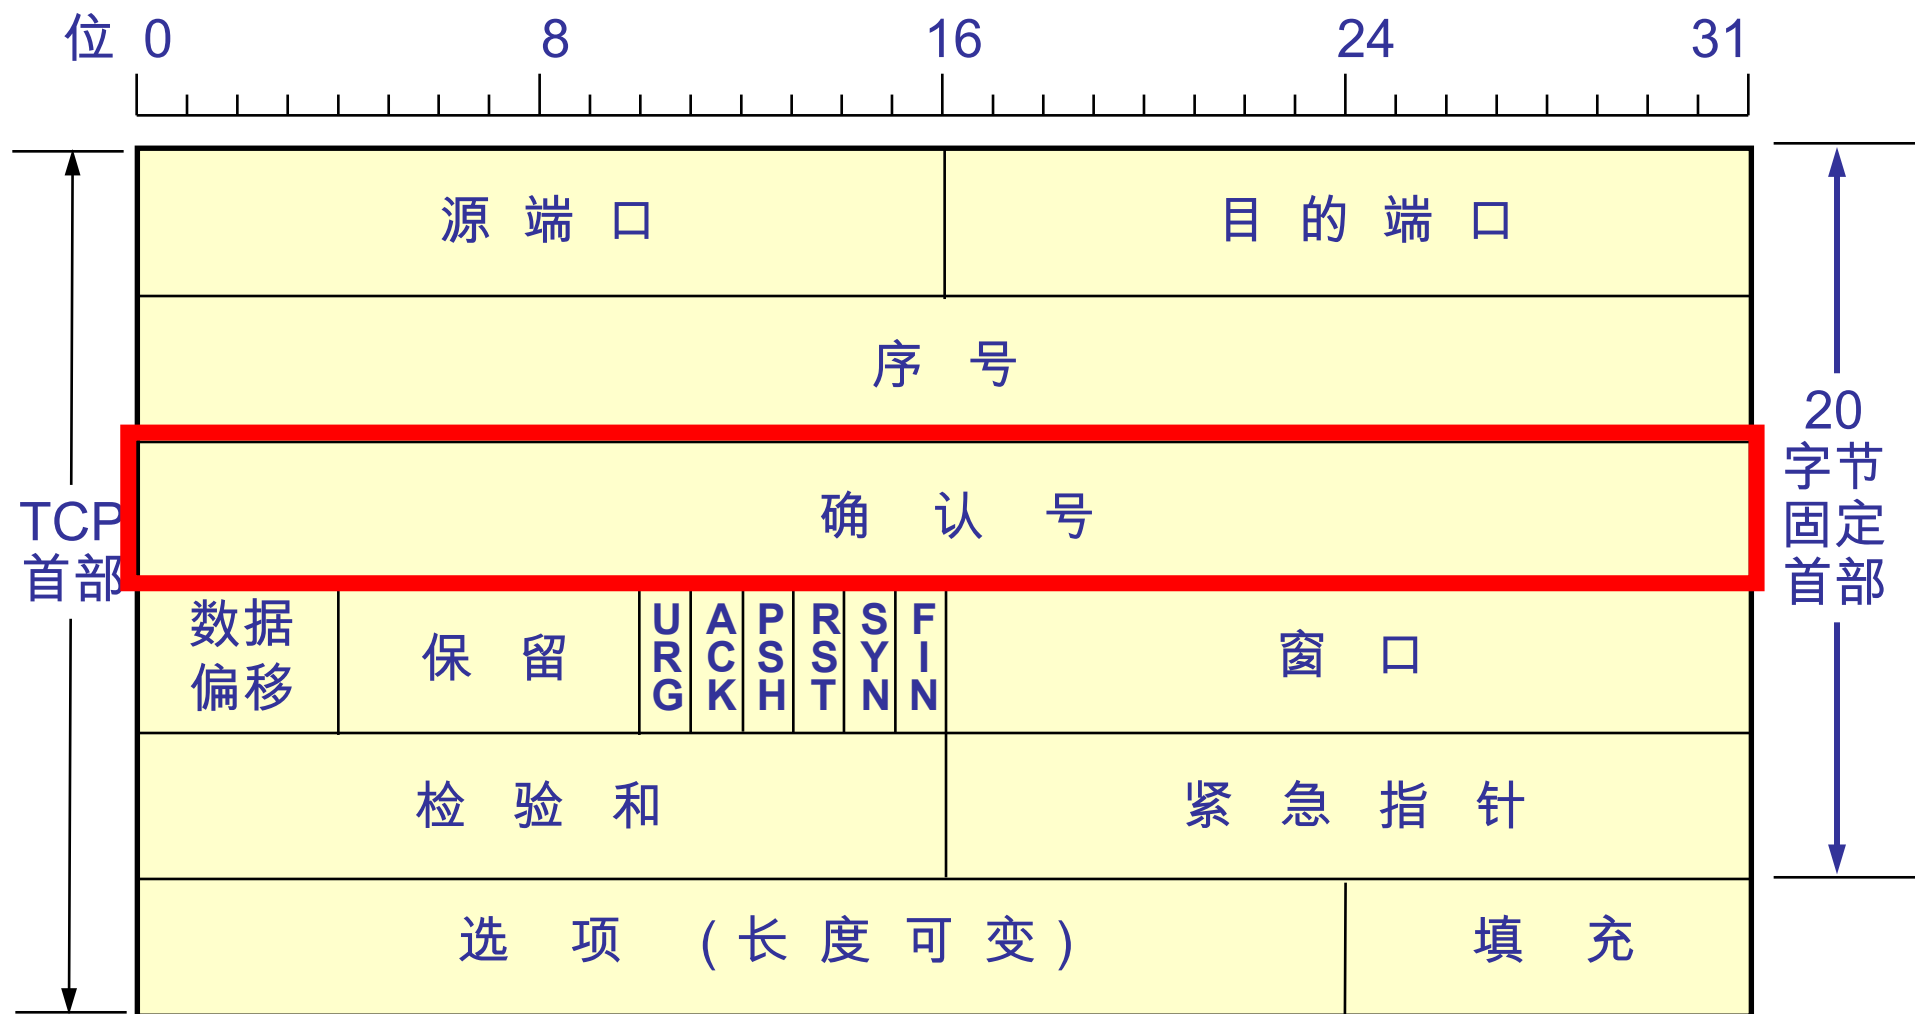 位 0 8 16 24 31
源端口 目的端口
序号
确认号
TCP
首部
20
字节
固定
首部
数据
偏移
保留
URG
ACK
PSH
RST
SYN
FIN
窗口
检验和 紧急指针
选项（长度可变） 填充